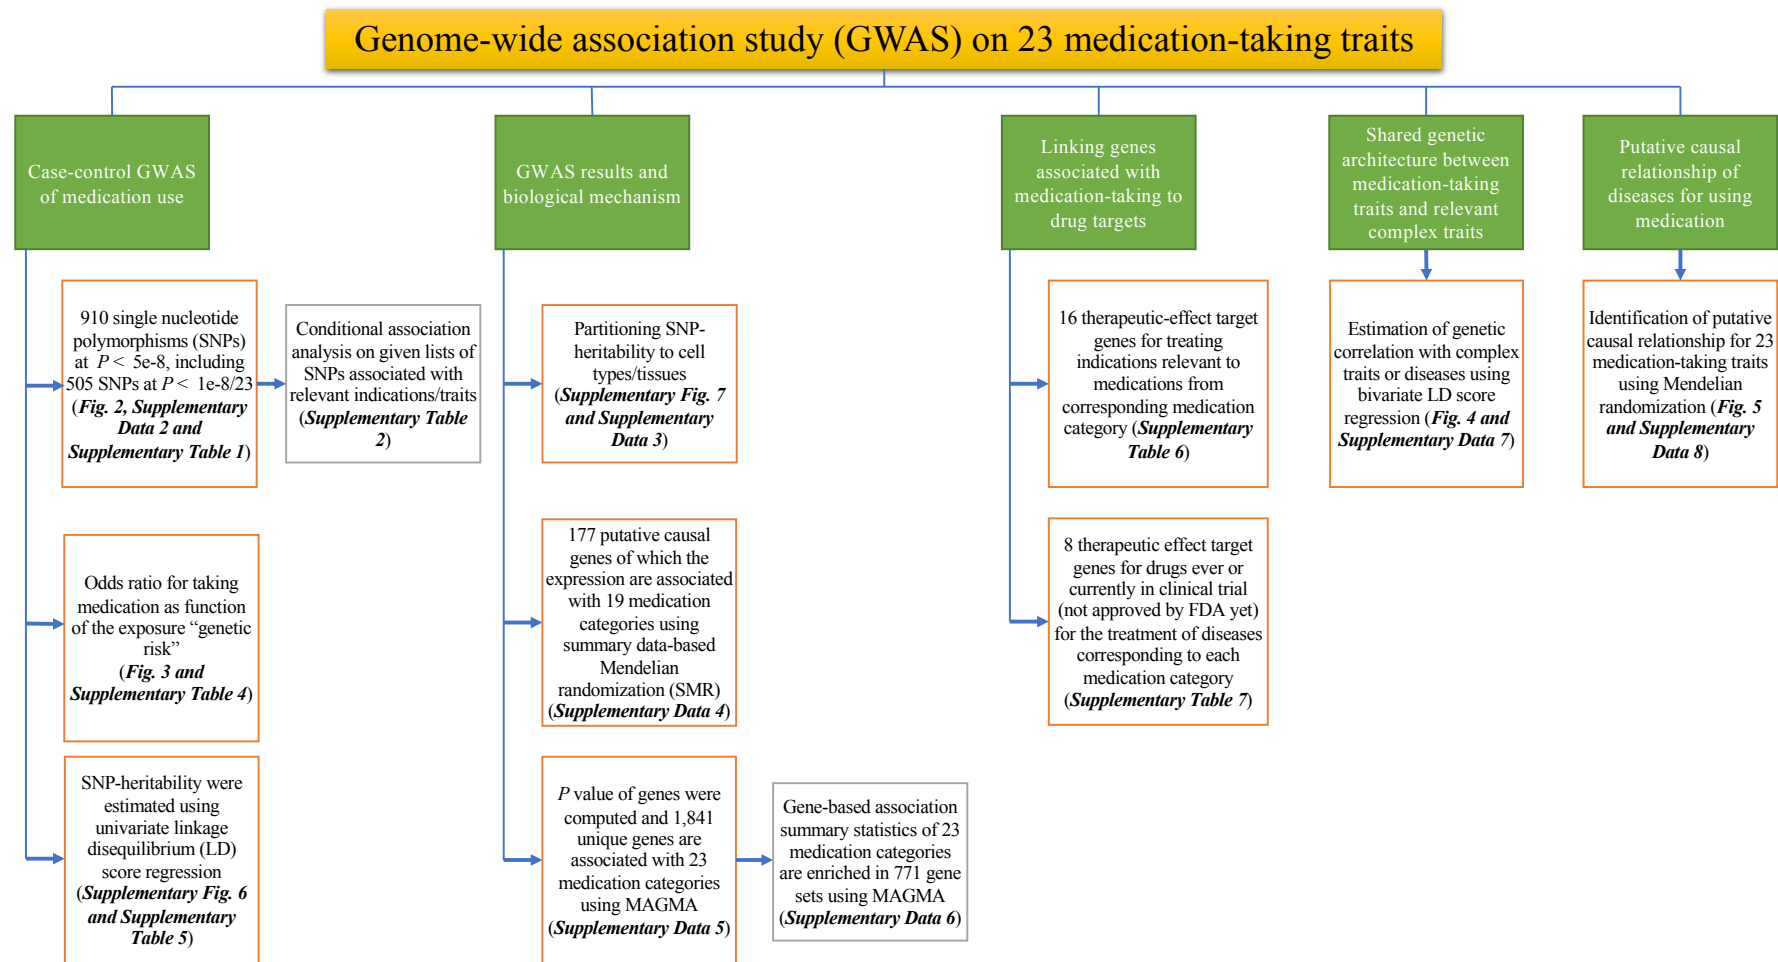 Genome-wide association study (GWAS) on 23 medication-taking traits
Case-control GWAS
of medication use
GWAS results and
biological mechanism
Linking genes
associated with
medication-taking to
drug targets
Shared genetic
architecture between
medication-taking
traits and relevant
complex traits
Putative causal
relationship of
diseases for using
medication
910 single nucleotide
polymorphisms (SNPs)
at P < 5e-8, including
505 SNPs at P < 1e-8/23
(Fig. 2, Supplementary
Data 2 and
Supplementary Table 1)
Conditional association
analysis on given lists of
SNPs associated with
relevant indications/traits
(Supplementary Table
2)
Partitioning SNP-
heritability to cell
types/tissues
(Supplementary Fig. 7
and Supplementary
Data 3)
16 therapeutic-effect target
genes for treating
indications relevant to
medications from
corresponding medication
category (Supplementary
Table 6)
Estimation of genetic
correlation with complex
traits or diseases using
bivariate LD score
regression (Fig. 4 and
Supplementary Data 7)
Identification of putative
causal relationship for 23
medication-taking traits
using Mendelian
randomization (Fig. 5
and Supplementary
Data 8)
Odds ratio for taking
medication as function
of the exposure “genetic
risk”
(Fig. 3 and
Supplementary Table 4)
177 putative causal
genes of which the
expression are associated
with 19 medication
categories using
summary data-based
Mendelian
randomization (SMR)
(Supplementary Data 4)
8 therapeutic effect target
genes for drugs ever or
currently in clinical trial
(not approved by FDA yet)
for the treatment of diseases
corresponding to each
medication category
(Supplementary Table 7)
SNP-heritability were
estimated using
univariate linkage
disequilibrium (LD)
score regression
(Supplementary Fig. 6
and Supplementary
Table 5)
P value of genes were
computed and 1,841
unique genes are
associated with 23
medication categories
using MAGMA
(Supplementary Data 5)
Gene-based association
summary statistics of 23
medication categories
are enriched in 771 gene
sets using MAGMA
(Supplementary Data 6)